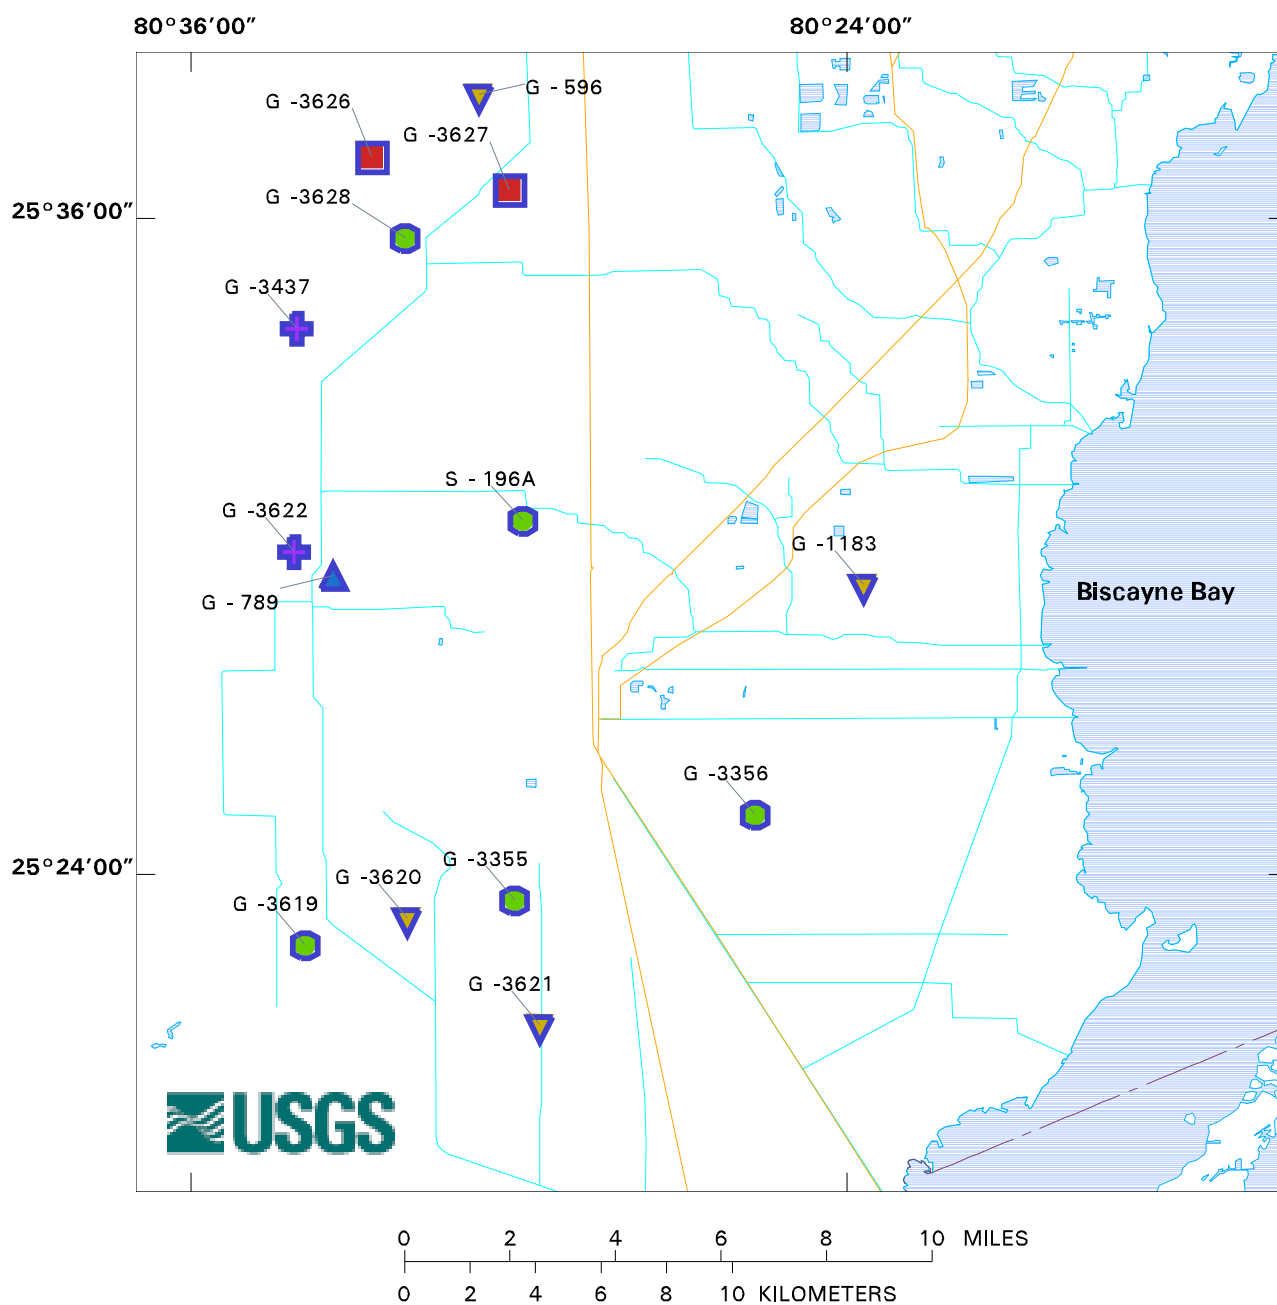 80°36’00” 80°24’00”
G - 596
G -3626
G -3627
G -3628
25°36’00”
G -3437
S - 196A
G -3622
G -1183
Biscayne Bay
G - 789
G -3356
G -3355
25°24’00”
G -3620
G -3619
G -3621
USGS
0 2 4 6 8 10 MILES
0 2 4 6 8 10 KILOMETERS